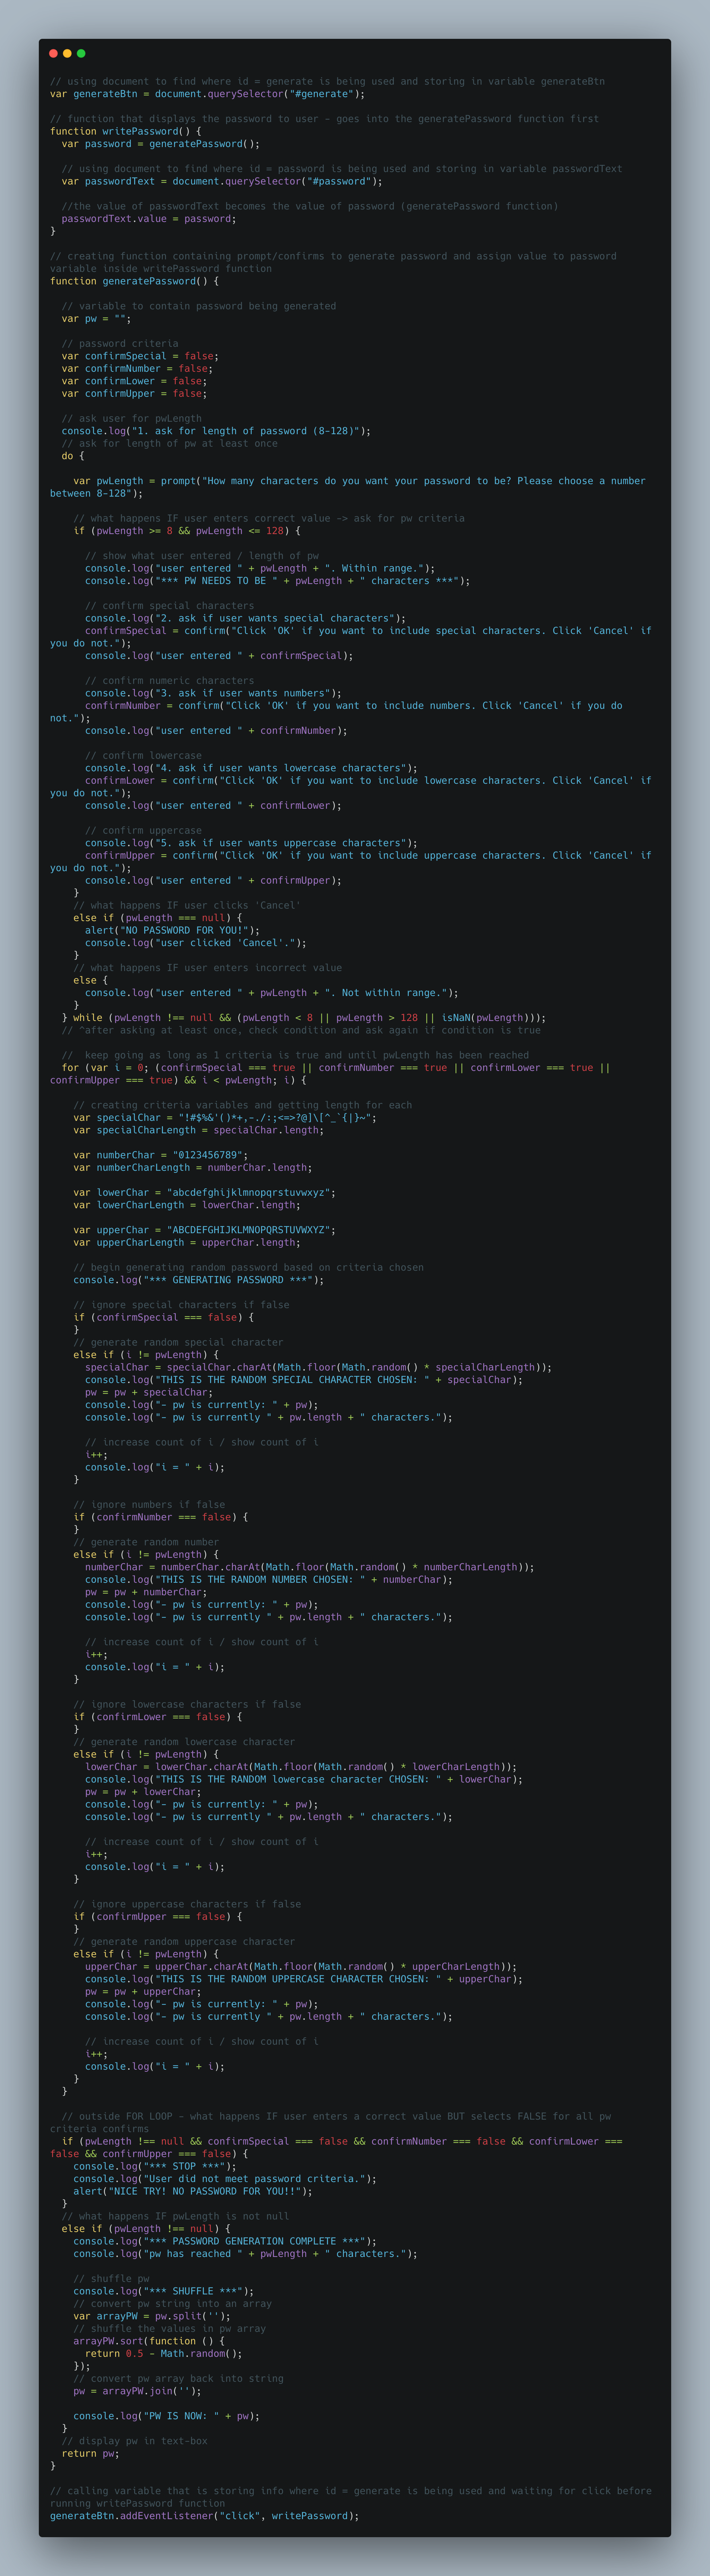 // using document to find where id = generate is being used and storing in variable generateBtn
var generateBtn = document.querySelector("#generate");
// function that displays the password to user - goes into the generatePassword function first
function writePassword() {
var password = generatePassword();
// using document to find where id = password is being used and storing in variable passwordText
var passwordText = document.querySelector("#password");
//the value of passwordText becomes the value of password (generatePassword function)
passwordText.value = password;
}
// creating function containing prompt/confirms to generate password and assign value to password
variable inside writePassword function
function generatePassword() {
// variable to contain password being generated
var pw = "";
// password criteria
var confirmSpecial = false;
var confirmNumber = false;
var confirmLower = false;
var confirmUpper = false;
// ask user for pwLength
console.log("1. ask for length of password (8-128)");
// ask for length of pw at least once
do {
var pwLength = prompt("How many characters do you want your password to be? Please choose a number
between 8-128");
// what happens IF user enters correct value -> ask for pw criteria
if (pwLength >= 8 && pwLength <= 128) {
// show what user entered / length of pw
console.log("user entered " + pwLength + ". Within range.");
console.log("*** PW NEEDS TO BE " + pwLength + " characters ***");
// confirm special characters
console.log("2. ask if user wants special characters");
confirmSpecial = confirm("Click 'OK' if you want to include special characters. Click 'Cancel' if
you do not.");
console.log("user entered " + confirmSpecial);
// confirm numeric characters
console.log("3. ask if user wants numbers");
confirmNumber = confirm("Click 'OK' if you want to include numbers. Click 'Cancel' if you do
not.");
console.log("user entered " + confirmNumber);
// confirm lowercase
console.log("4. ask if user wants lowercase characters");
confirmLower = confirm("Click 'OK' if you want to include lowercase characters. Click 'Cancel' if
you do not.");
console.log("user entered " + confirmLower);
// confirm uppercase
console.log("5. ask if user wants uppercase characters");
confirmUpper = confirm("Click 'OK' if you want to include uppercase characters. Click 'Cancel' if
you do not.");
console.log("user entered " + confirmUpper);
}
// what happens IF user clicks 'Cancel'
else if (pwLength === null) {
alert("NO PASSWORD FOR YOU!");
console.log("user clicked 'Cancel'.");
}
// what happens IF user enters incorrect value
else {
console.log("user entered " + pwLength + ". Not within range.");
}
} while (pwLength !== null && (pwLength < 8 || pwLength > 128 || isNaN(pwLength)));
// ^after asking at least once, check condition and ask again if condition is true
//  keep going as long as 1 criteria is true and until pwLength has been reached
for (var i = 0; (confirmSpecial === true || confirmNumber === true || confirmLower === true ||
confirmUpper === true) && i < pwLength; i) {
// creating criteria variables and getting length for each
var specialChar = "!#$%&'()*+,-./:;<=>?@]\[^_`{|}~";
var specialCharLength = specialChar.length;
var numberChar = "0123456789";
var numberCharLength = numberChar.length;
var lowerChar = "abcdefghijklmnopqrstuvwxyz";
var lowerCharLength = lowerChar.length;
var upperChar = "ABCDEFGHIJKLMNOPQRSTUVWXYZ";
var upperCharLength = upperChar.length;
// begin generating random password based on criteria chosen
console.log("*** GENERATING PASSWORD ***");
// ignore special characters if false
if (confirmSpecial === false) {
}
// generate random special character
else if (i != pwLength) {
specialChar = specialChar.charAt(Math.floor(Math.random() * specialCharLength));
console.log("THIS IS THE RANDOM SPECIAL CHARACTER CHOSEN: " + specialChar);
pw = pw + specialChar;
console.log("- pw is currently: " + pw);
console.log("- pw is currently " + pw.length + " characters.");
// increase count of i / show count of i
i++;
console.log("i = " + i);
}
// ignore numbers if false
if (confirmNumber === false) {
}
// generate random number
else if (i != pwLength) {
numberChar = numberChar.charAt(Math.floor(Math.random() * numberCharLength));
console.log("THIS IS THE RANDOM NUMBER CHOSEN: " + numberChar);
pw = pw + numberChar;
console.log("- pw is currently: " + pw);
console.log("- pw is currently " + pw.length + " characters.");
// increase count of i / show count of i
i++;
console.log("i = " + i);
}
// ignore lowercase characters if false
if (confirmLower === false) {
}
// generate random lowercase character
else if (i != pwLength) {
lowerChar = lowerChar.charAt(Math.floor(Math.random() * lowerCharLength));
console.log("THIS IS THE RANDOM lowercase character CHOSEN: " + lowerChar);
pw = pw + lowerChar;
console.log("- pw is currently: " + pw);
console.log("- pw is currently " + pw.length + " characters.");
// increase count of i / show count of i
i++;
console.log("i = " + i);
}
// ignore uppercase characters if false
if (confirmUpper === false) {
}
// generate random uppercase character
else if (i != pwLength) {
upperChar = upperChar.charAt(Math.floor(Math.random() * upperCharLength));
console.log("THIS IS THE RANDOM UPPERCASE CHARACTER CHOSEN: " + upperChar);
pw = pw + upperChar;
console.log("- pw is currently: " + pw);
console.log("- pw is currently " + pw.length + " characters.");
// increase count of i / show count of i
i++;
console.log("i = " + i);
}
}
// outside FOR LOOP - what happens IF user enters a correct value BUT selects FALSE for all pw
criteria confirms
if (pwLength !== null && confirmSpecial === false && confirmNumber === false && confirmLower ===
false && confirmUpper === false) {
console.log("*** STOP ***");
console.log("User did not meet password criteria.");
alert("NICE TRY! NO PASSWORD FOR YOU!!");
}
// what happens IF pwLength is not null
else if (pwLength !== null) {
console.log("*** PASSWORD GENERATION COMPLETE ***");
console.log("pw has reached " + pwLength + " characters.");
// shuffle pw
console.log("*** SHUFFLE ***");
// convert pw string into an array
var arrayPW = pw.split('');
// shuffle the values in pw array
arrayPW.sort(function () {
return 0.5 - Math.random();
});
// convert pw array back into string
pw = arrayPW.join('');
console.log("PW IS NOW: " + pw);
}
// display pw in text-box
return pw;
}
// calling variable that is storing info where id = generate is being used and waiting for click before
running writePassword function
generateBtn.addEventListener("click", writePassword);